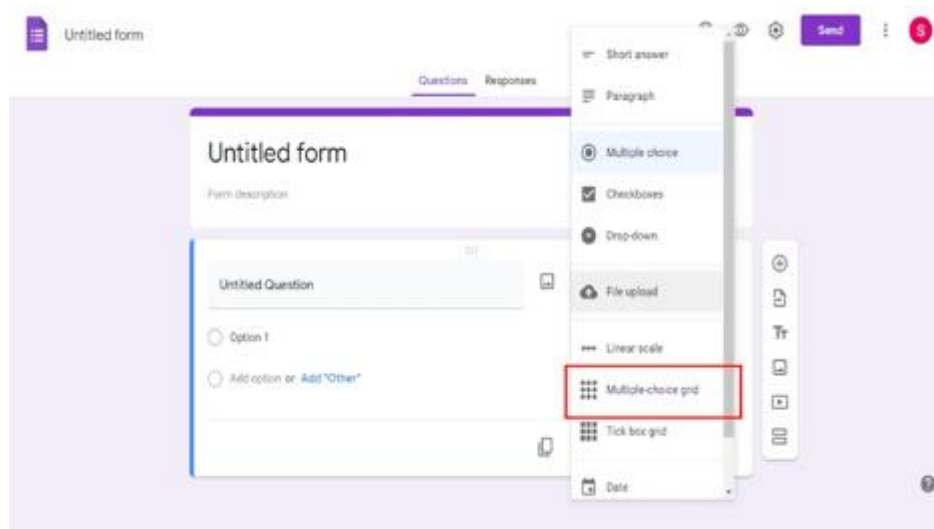 Untitled form
Send
S
Questions Responses
Untitled form
Form description
Untitled Question
Option 1
Add option or Add "Other"
Short answer
Paragraph
Multiple choice
Checkboxes
Drop-down
File upload
Linear scale
Multiple-choice grid
Tick box grid
Date
Tт